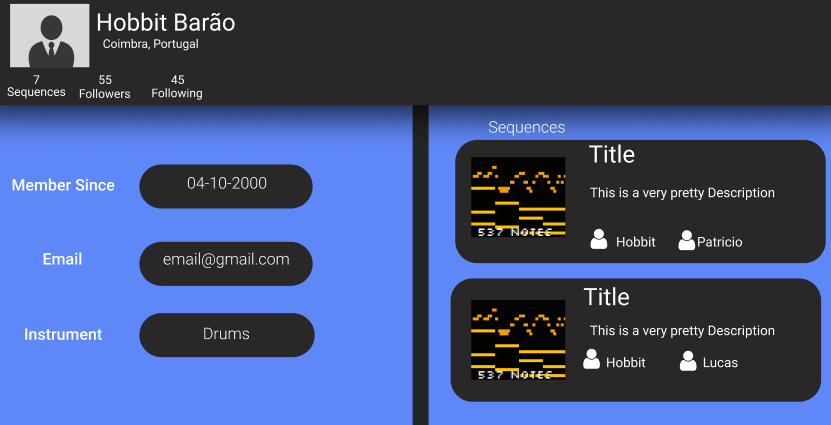 Hobbit Barão
Coimbra, Portugal
7 55 45
Sequences Followers Following
Member Since 04-10-2000
Email email@gmail.com
Instrument Drums
Sequences
Title
This is a very pretty Description
537 NOTES
Hobbit Patricio
Title
This is a very pretty Description
537 NOTES
Hobbit Lucas